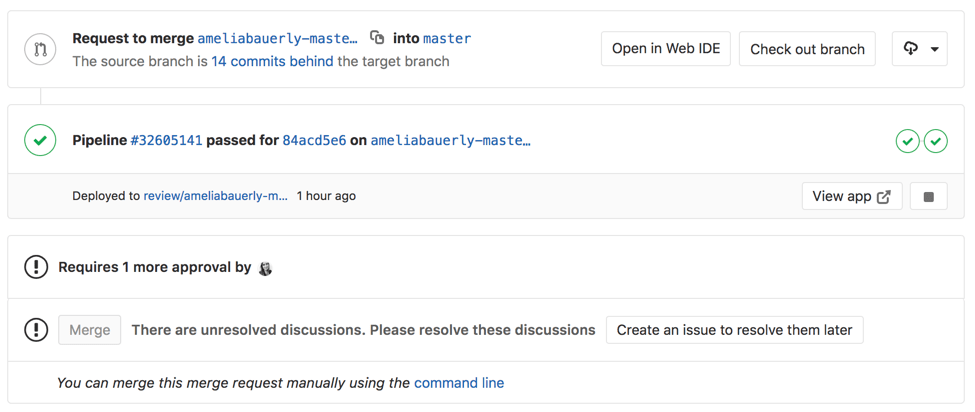 Request to merge ameliabauerly-maste… into master
Open in Web IDE
Check out branch
The source branch is 14 commits behind the target branch
Pipeline #32605141 passed for 84acd5e6 on ameliabauerly-maste…
Deployed to review/ameliabauerly-m… 1 hour ago
View app
Requires 1 more approval by
Merge There are unresolved discussions. Please resolve these discussions Create an issue to resolve them later
You can merge this merge request manually using the command line